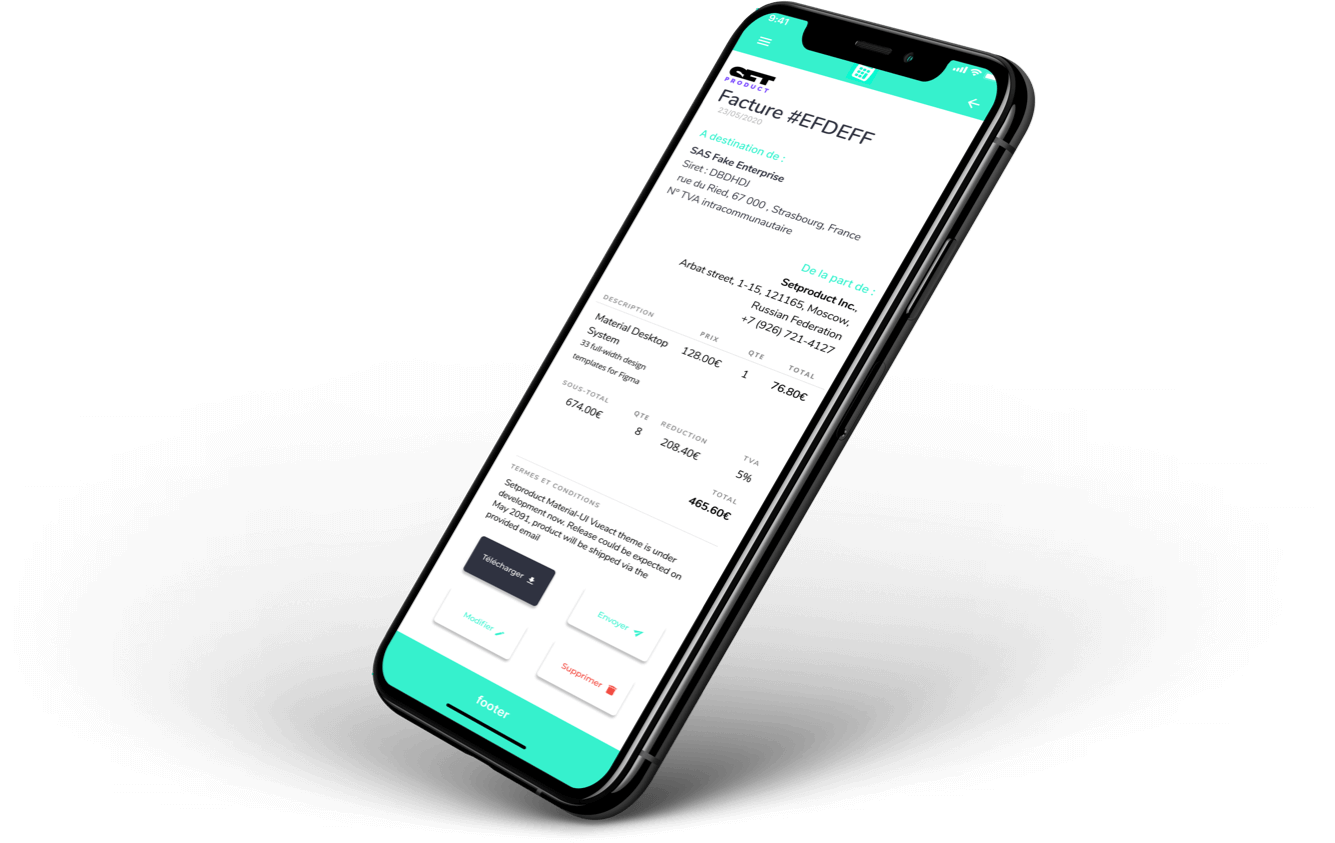 9:41
SET
PRODUCT
Facture #EFDEFF
23/05/2020
A destination de :
SAS Fake Enterprise
Siret : DBDHDJ
rue du Ried, 67 000 , Strasbourg, France
N° TVA intracommunautaire
De la part de :
Setproduct Inc.,
Arbat street, 1-15, 121165, Moscow,
Russian Federation
+7 (926) 721-4127
DESCRIPTION PRIX QTE TOTAL
Material Desktop 128.00€ 1 76.80€
System
33 full-width design
templates for Figma
SOUS-TOTAL QTE REDUCTION TVA
674.00€ 8 208.40€ 5%
TOTAL
465.60€
TERMES ET CONDITIONS
Setproduct Material-UI Vueact theme is under
development now. Release could be expected on
May 2091, product will be shipped via the
provided email
Télécharger
Modifier
Envoyer
Supprimer
footer